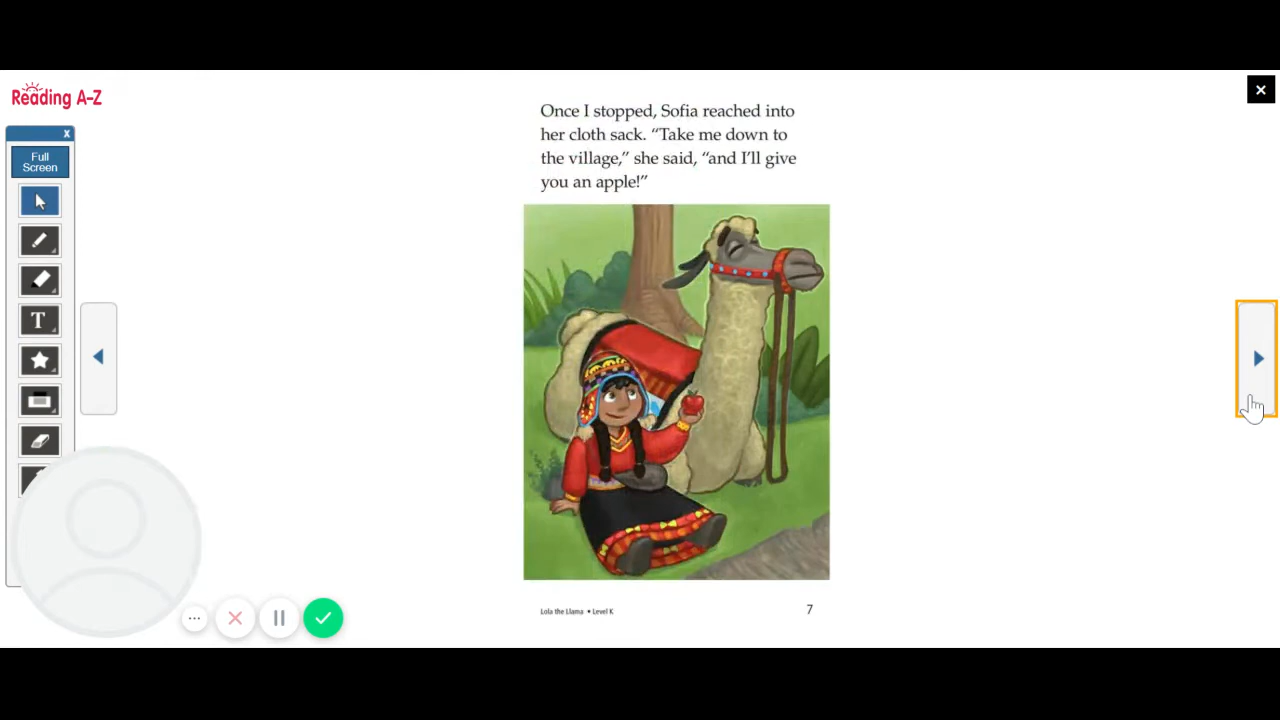 Reading A-Z
x
Full
Screen
T
Once I stopped, Sofia reached into
her cloth sack. “Take me down to
the village,” she said, “and I’ll give
you an apple!”
Lola the Llama • Level K
7